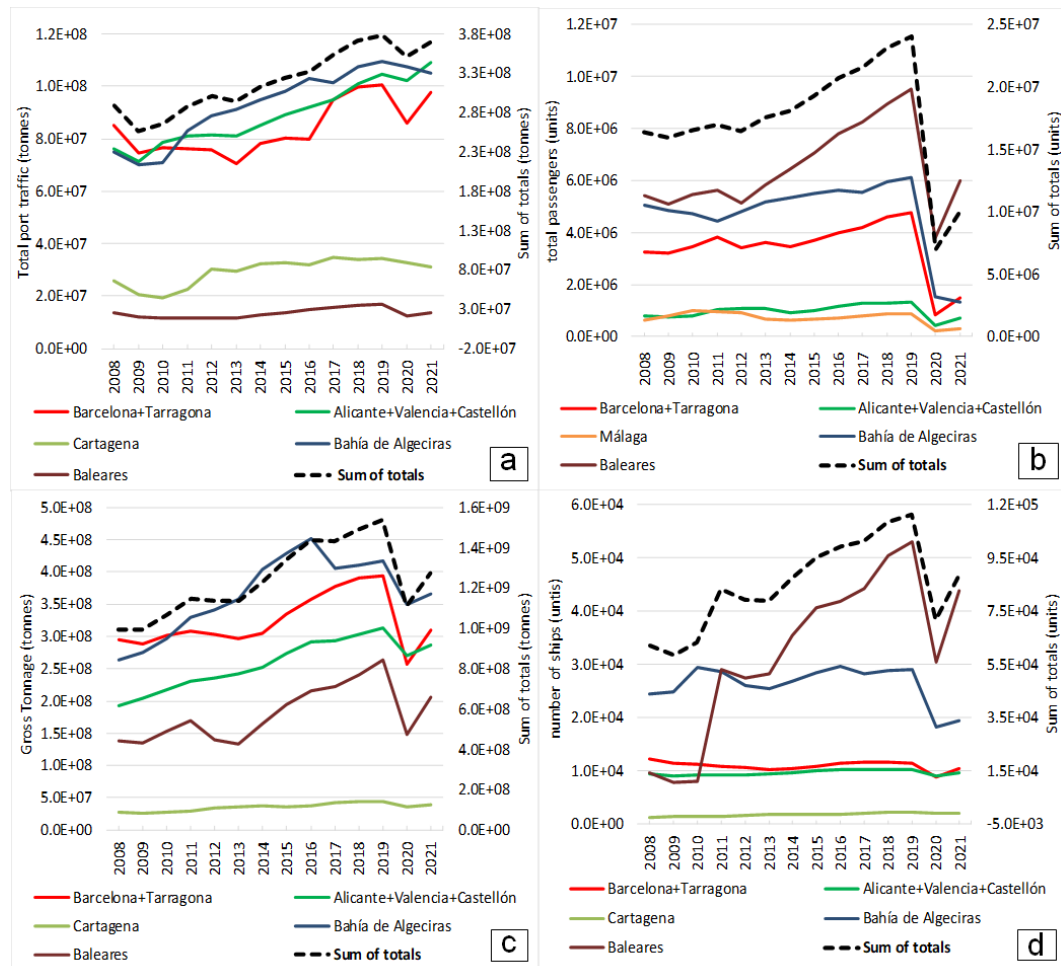 Total port traffic (tonnes)
1.2E+08
1.0E+08
8.0E+07
6.0E+07
4.0E+07
2.0E+07
0.0E+00
3.8E+08
3.3E+08
2.8E+08
2.3E+08
1.8E+08
1.3E+08
8.0E+07
3.0E+07
-2.0E+07
Sum of totals (tonnes)
2008 2009 2010 2011 2012 2013 2014 2015 2016 2017 2018 2019 2020 2021
Barcelona+Tarragona Alicante+Valencia+Castellón
Cartagena Bahía de Algeciras
Baleares Sum of totals
a
total passengers (units)
1.2E+07
1.0E+07
8.0E+06
6.0E+06
4.0E+06
2.0E+06
0.0E+00
2.5E+07
2.0E+07
1.5E+07
1.0E+07
5.0E+06
0.0E+00
Sum of totals (units)
2008 2009 2010 2011 2012 2013 2014 2015 2016 2017 2018 2019 2020 2021
Barcelona+Tarragona Alicante+Valencia+Castellón
Málaga Bahía de Algeciras
Baleares Sum of totals
b
Gross Tonnage (tonnes)
5.0E+08
4.5E+08
4.0E+08
3.5E+08
3.0E+08
2.5E+08
2.0E+08
1.5E+08
1.0E+08
5.0E+07
0.0E+00
1.6E+09
1.4E+09
1.2E+09
1.0E+09
8.0E+08
6.0E+08
4.0E+08
2.0E+08
0.0E+00
Sum of totals (tonnes)
2008 2009 2010 2011 2012 2013 2014 2015 2016 2017 2018 2019 2020 2021
Barcelona+Tarragona Alicante+Valencia+Castellón
Cartagena Bahía de Algeciras
Baleares Sum of totals
c
number of ships (untis)
6.0E+04
5.0E+04
4.0E+04
3.0E+04
2.0E+04
1.0E+04
0.0E+00
1.2E+05
9.5E+04
7.5E+04
5.5E+04
3.5E+04
1.5E+04
-5.0E+03
Sum of totals (units)
2008 2009 2010 2011 2012 2013 2014 2015 2016 2017 2018 2019 2020 2021
Barcelona+Tarragona Alicante+Valencia+Castellón
Cartagena Bahía de Algeciras
Baleares Sum of totals
d